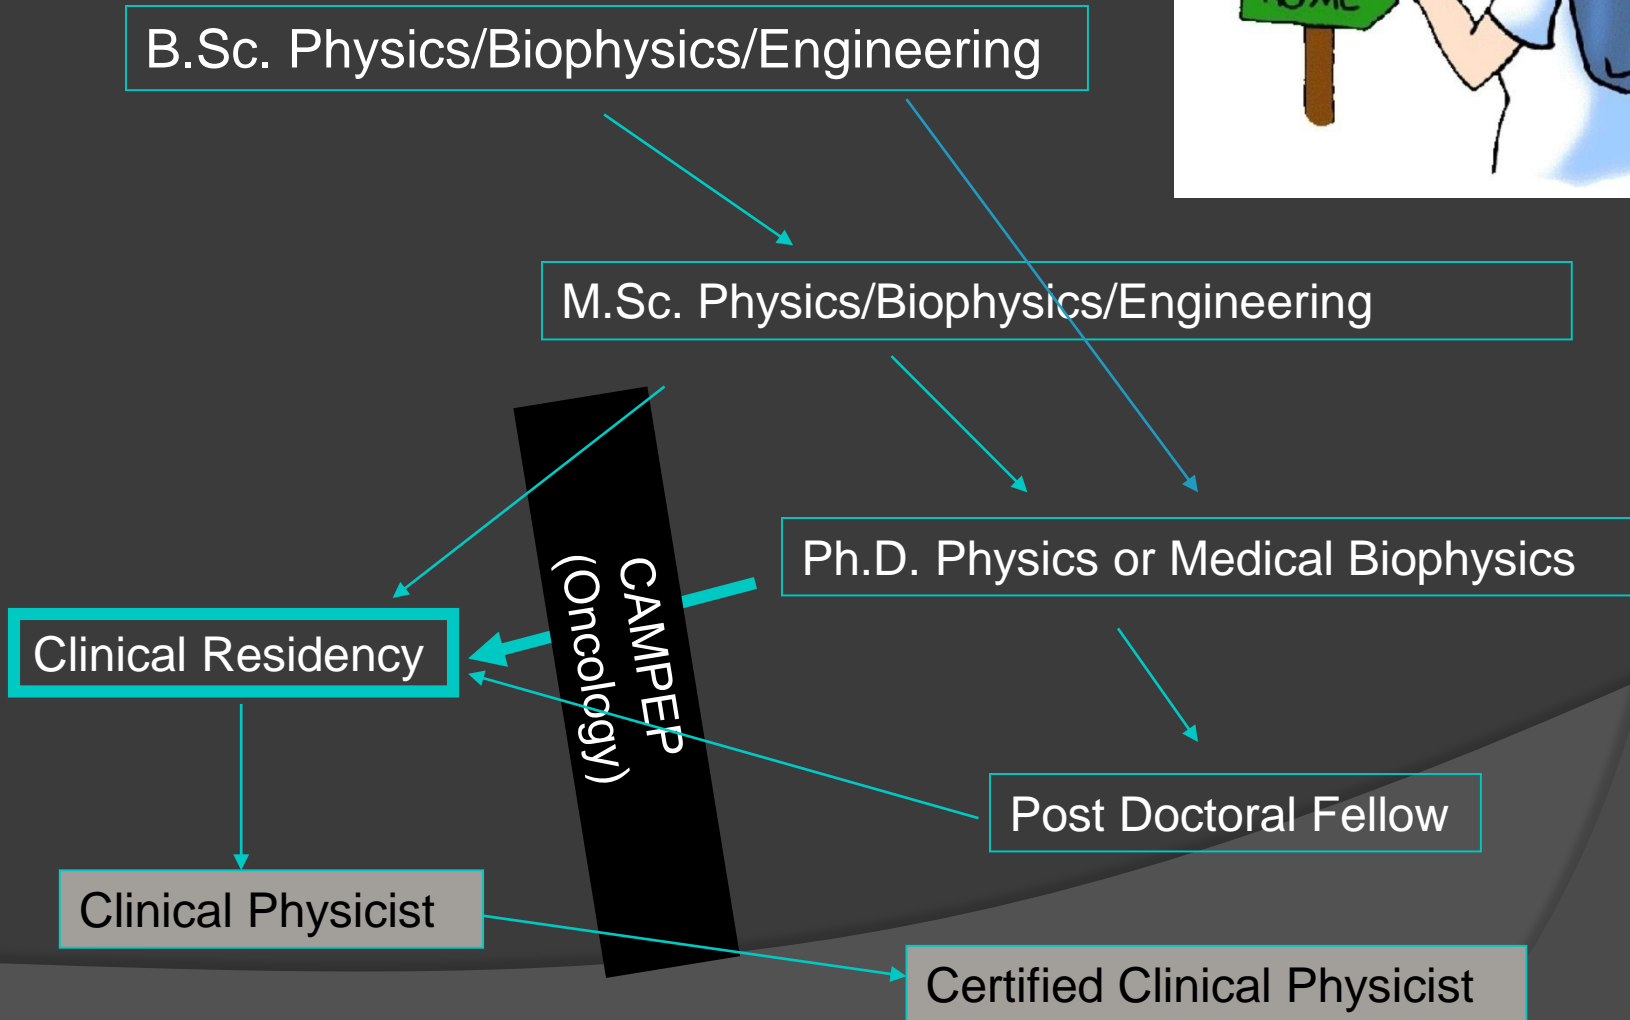 B.Sc. Physics/Biophysics/Engineering
M.Sc. Physics/Biophysics/Engineering
CAMPEP
(Oncology)
Ph.D. Physics or Medical Biophysics
Clinical Residency
Post Doctoral Fellow
Clinical Physicist
Certified Clinical Physicist